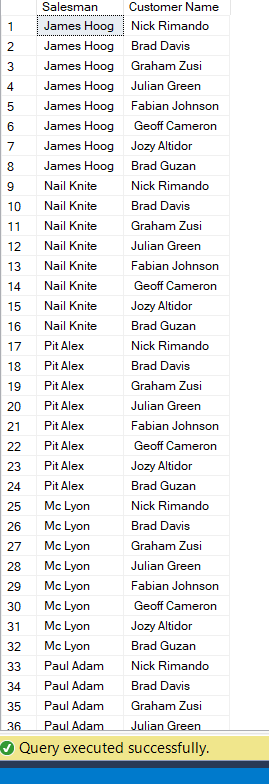 Salesman Customer Name
1 James Hoog Nick Rimando
2 James Hoog Brad Davis
3 James Hoog Graham Zusi
4 James Hoog Julian Green
5 James Hoog Fabian Johnson
6 James Hoog Geoff Cameron
7 James Hoog Jozy Altidor
8 James Hoog Brad Guzan
9 Nail Knite Nick Rimando
10 Nail Knite Brad Davis
11 Nail Knite Graham Zusi
12 Nail Knite Julian Green
13 Nail Knite Fabian Johnson
14 Nail Knite Geoff Cameron
15 Nail Knite Jozy Altidor
16 Nail Knite Brad Guzan
17 Pit Alex Nick Rimando
18 Pit Alex Brad Davis
19 Pit Alex Graham Zusi
20 Pit Alex Julian Green
21 Pit Alex Fabian Johnson
22 Pit Alex Geoff Cameron
23 Pit Alex Jozy Altidor
24 Pit Alex Brad Guzan
25 Mc Lyon Nick Rimando
26 Mc Lyon Brad Davis
27 Mc Lyon Graham Zusi
28 Mc Lyon Julian Green
29 Mc Lyon Fabian Johnson
30 Mc Lyon Geoff Cameron
31 Mc Lyon Jozy Altidor
32 Mc Lyon Brad Guzan
33 Paul Adam Nick Rimando
34 Paul Adam Brad Davis
35 Paul Adam Graham Zusi
36 Paul Adam Julian Green
Query executed successfully.